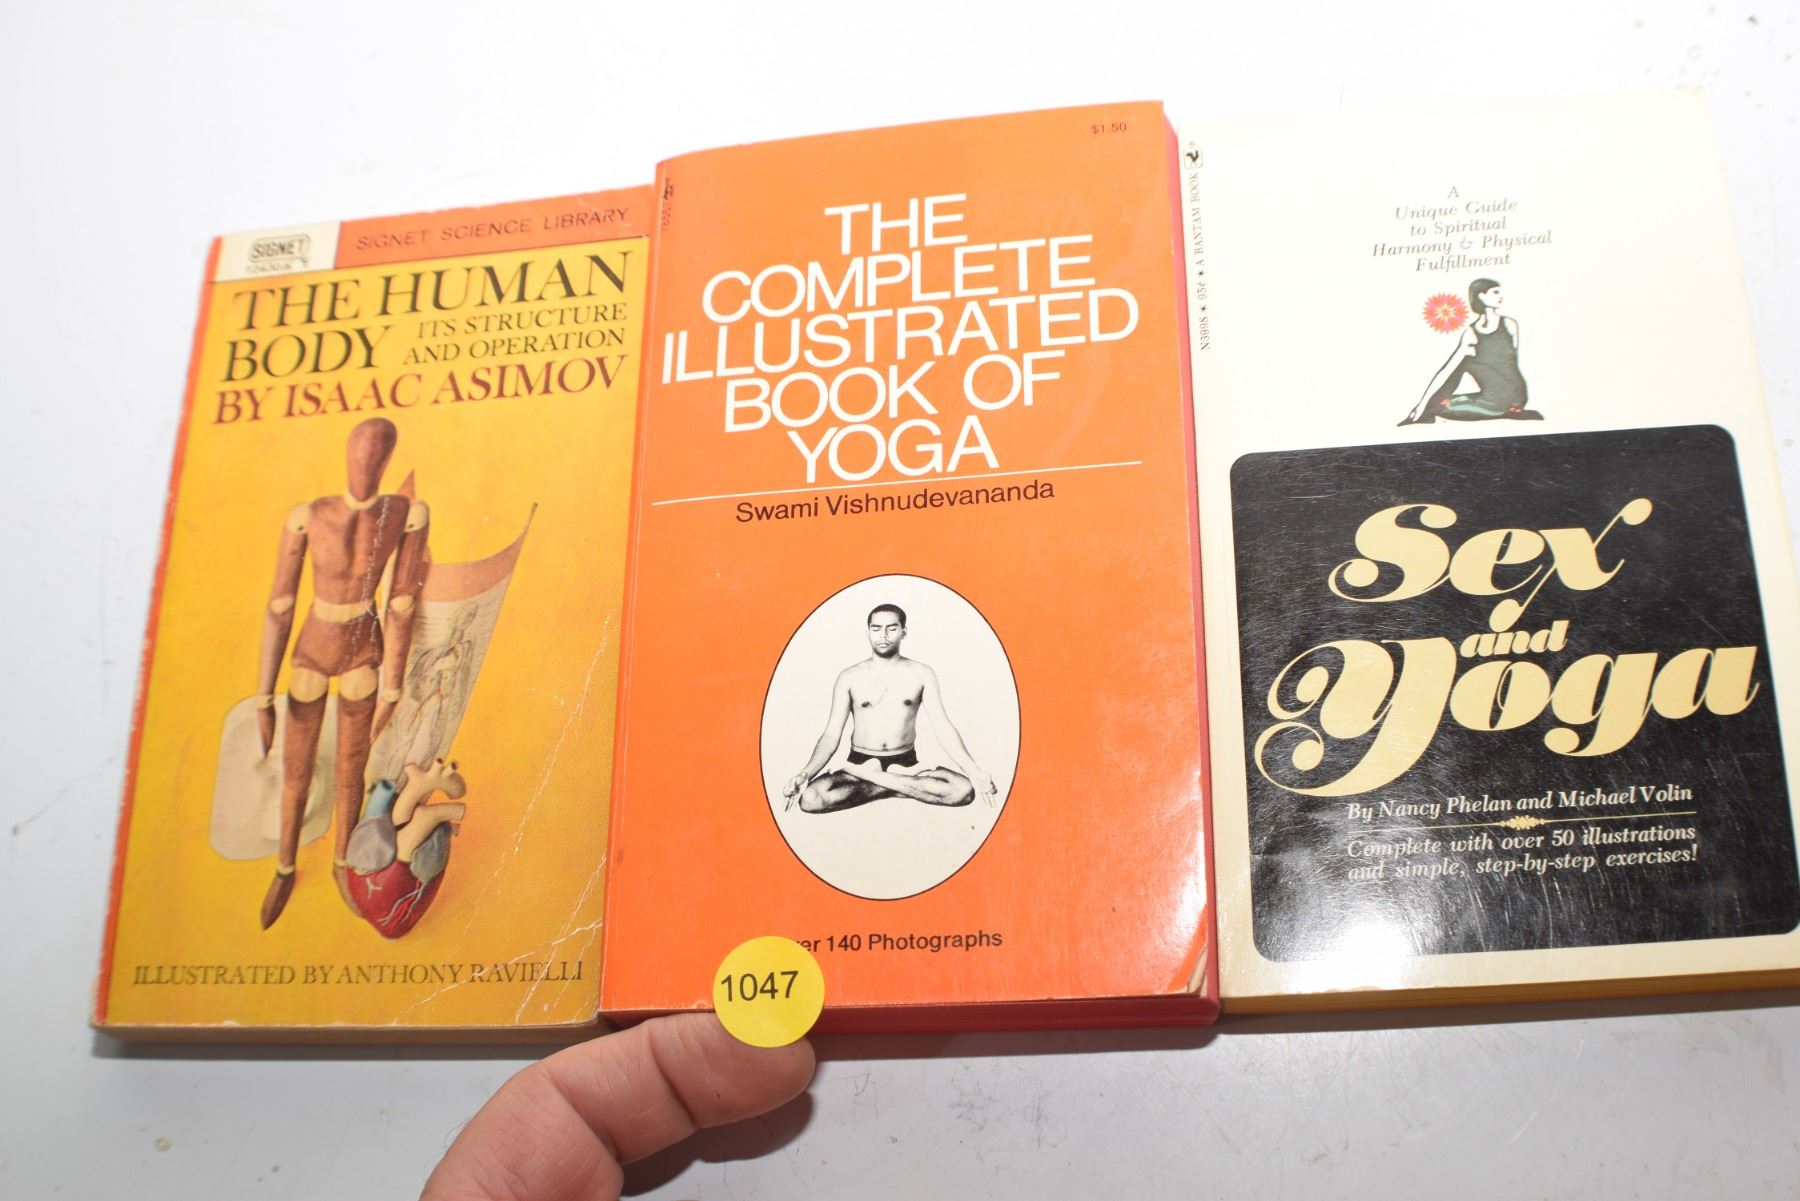 SIGNET
SIGNET SCIENCE LIBRARY
THE HUMAN
BODY ITS STRUCTURE
AND OPERATION
BY ISAAC ASIMOV
ILLUSTRATED BY ANTHONY RAVIELLI
$1.50
THE
COMPLETE
ILLUSTRATED
BOOK OF
YOGA
Swami Vishnudevananda
140 Photographs
1047
N3998 * 95¢ * A BANTAM BOOK
A
Unique Guide
to Spiritual
Harmony & Physical
Fulfillment
Sex
and
Yoga
By Nancy Phelan and Michael Volin
Complete with over 50 illustrations
and simple, step-by-step exercises!